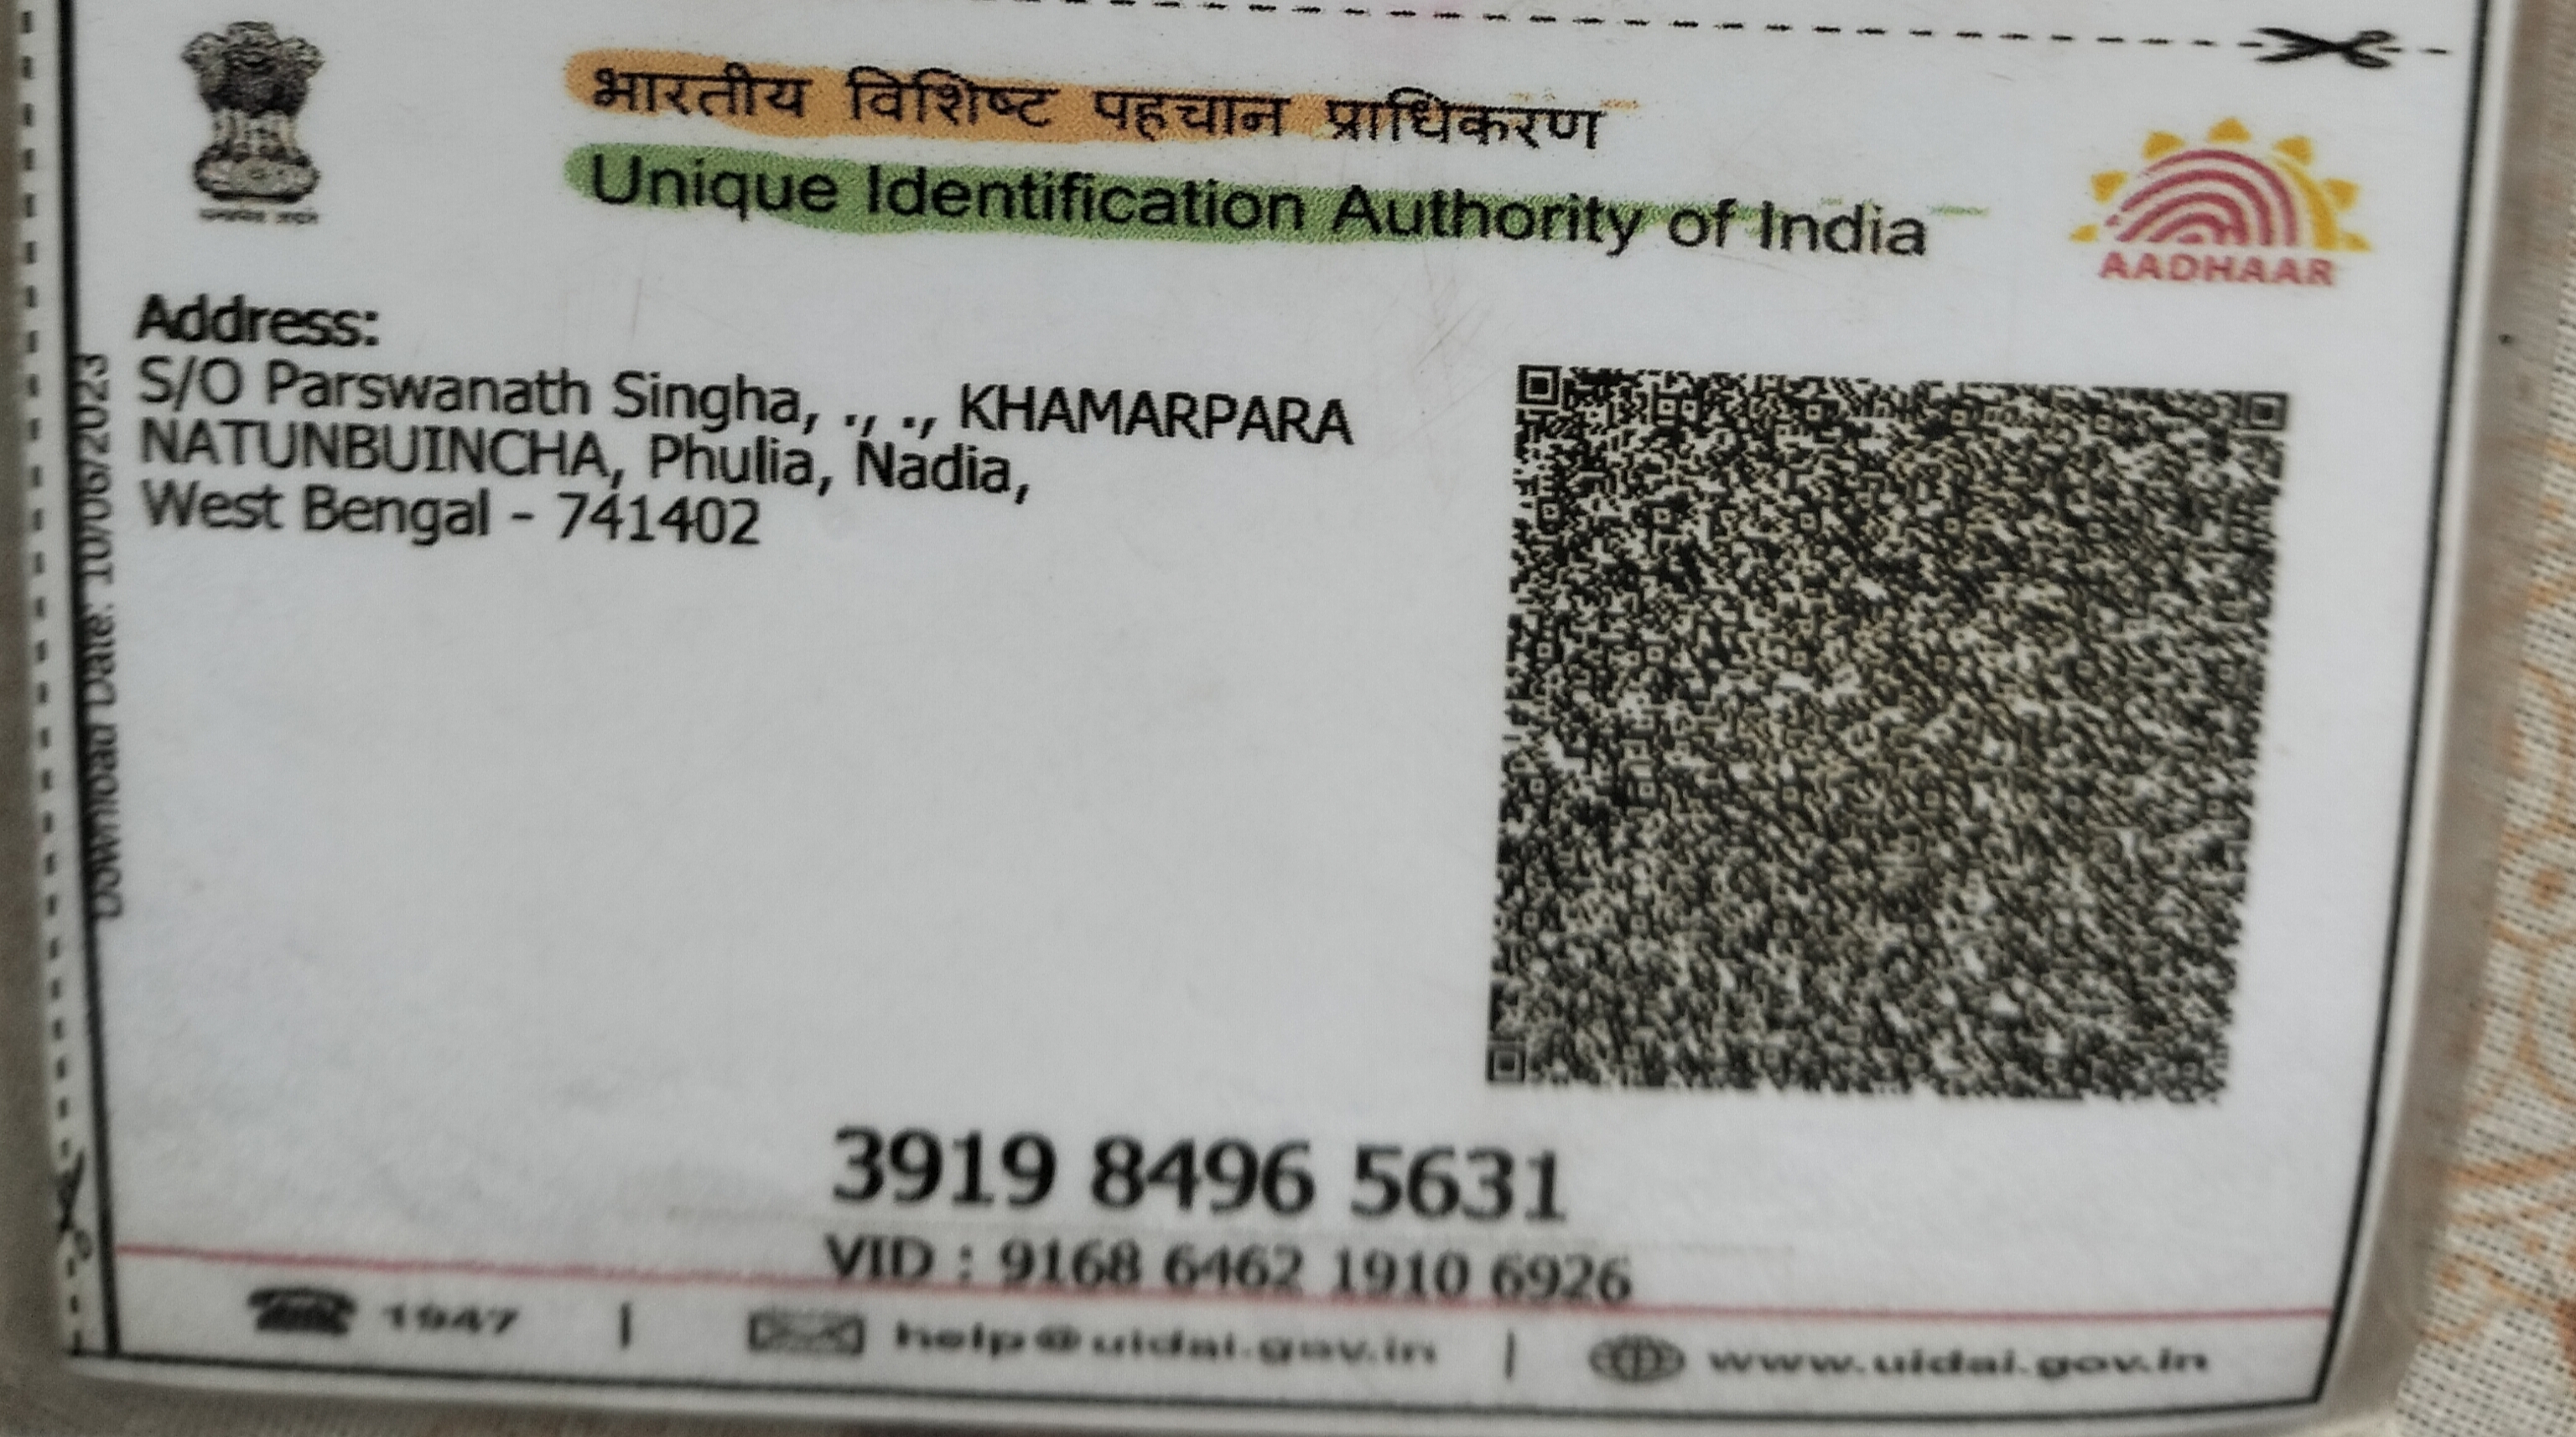 भारतीय विशिष्ट पहचान प्राधिकरण
Unique Identification Authority of India
AADHAAR
Address:
S/O Parswanath Singha, ., ., KHAMARPARA
NATUNBUINCHA, Phulia, Nadia,
West Bengal - 741402
Download Date: 10/06/2023
3919 8496 5631
VID : 9168 6462 1910 6926
1947 | help@uidai.gov.in | www.uidai.gov.in